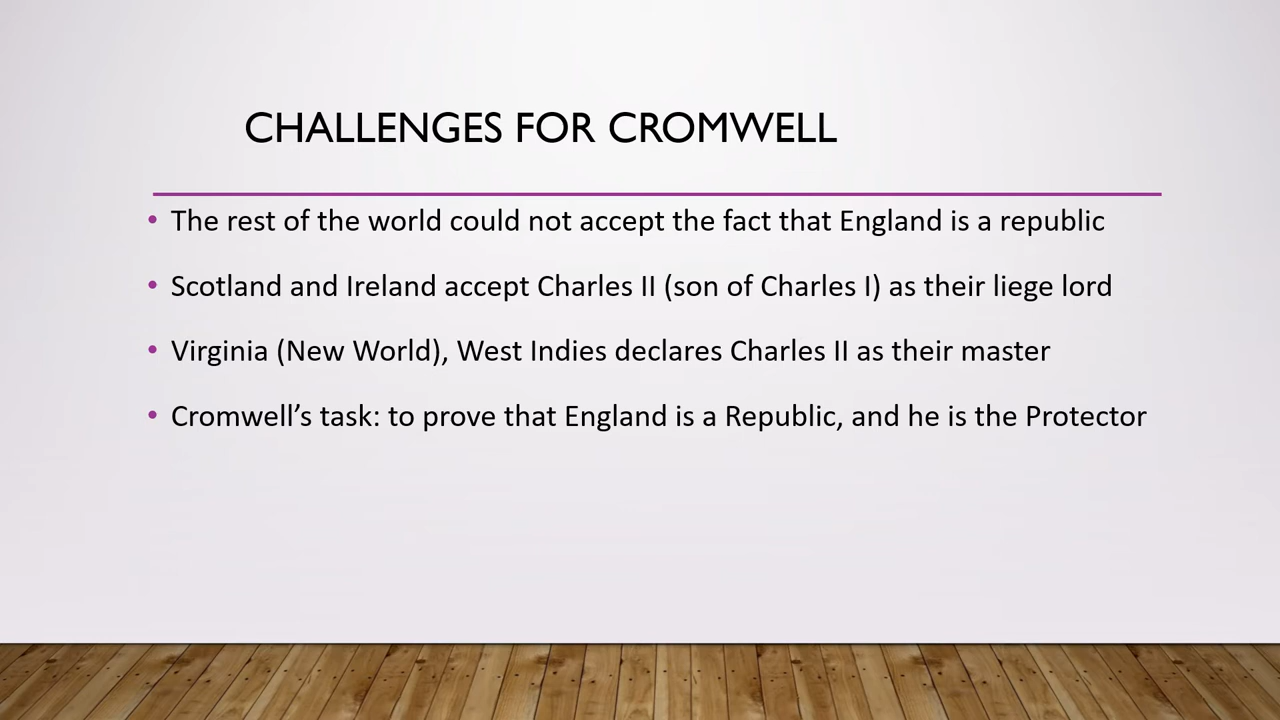 CHALLENGES FOR CROMWELL
• The rest of the world could not accept the fact that England is a republic
• Scotland and Ireland accept Charles II (son of Charles I) as their liege lord
• Virginia (New World), West Indies declares Charles II as their master
• Cromwell’s task: to prove that England is a Republic, and he is the Protector